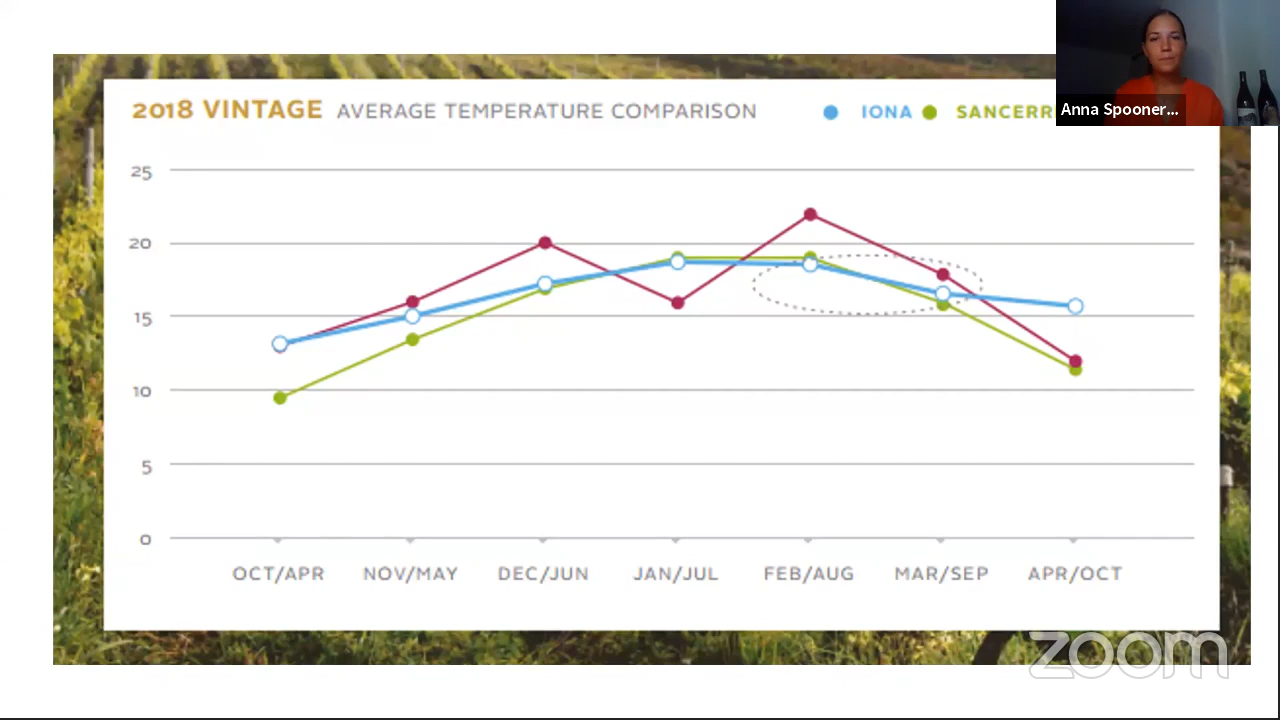 2018 VINTAGE AVERAGE TEMPERATURE COMPARISON IONA SANCERR
Anna Spooner...
25
20
15
10
5
0
OCT/APR NOV/MAY DEC/JUN JAN/JUL FEB/AUG MAR/SEP APR/OCT
zoom